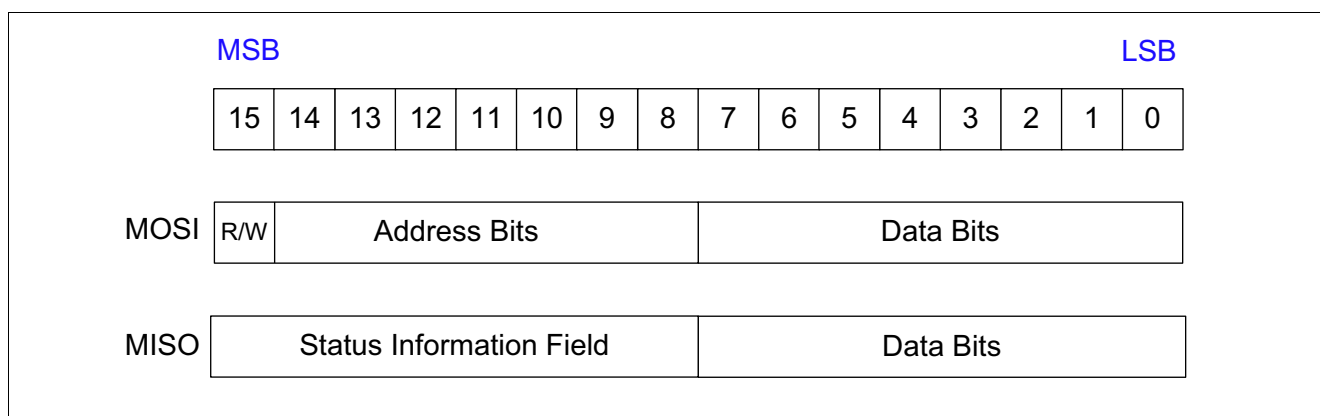 MSB LSB
15 14 13 12 11 10 9 8 7 6 5 4 3 2 1 0
MOSI R/W Address Bits Data Bits
MISO Status Information Field Data Bits